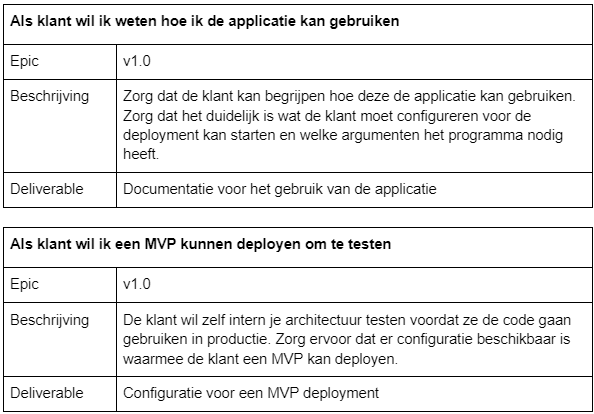 Als klant wil ik weten hoe ik de applicatie kan gebruiken
Epic v1.0
Beschrijving Zorg dat de klant kan begrijpen hoe deze de applicatie kan gebruiken.
Zorg dat het duidelijk is wat de klant moet configureren voor de
deployment kan starten en welke argumenten het programma nodig
heeft.
Deliverable Documentatie voor het gebruik van de applicatie
Als klant wil ik een MVP kunnen deployen om te testen
Epic v1.0
Beschrijving De klant wil zelf intern je architectuur testen voordat ze de code gaan
gebruiken in productie. Zorg ervoor dat er configuratie beschikbaar is
waarmee de klant een MVP kan deployen.
Deliverable Configuratie voor een MVP deployment